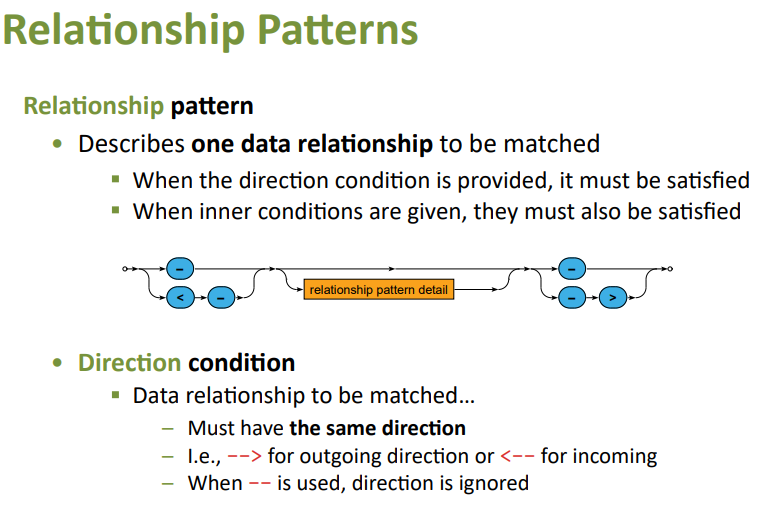 Relationship Patterns
Relationship pattern
• Describes one data relationship to be matched
▪ When the direction condition is provided, it must be satisfied
▪ When inner conditions are given, they must also be satisfied
- -
relationship pattern detail
< - - >
• Direction condition
▪ Data relationship to be matched…
– Must have the same direction
– I.e., --> for outgoing direction or <-- for incoming
– When -- is used, direction is ignored